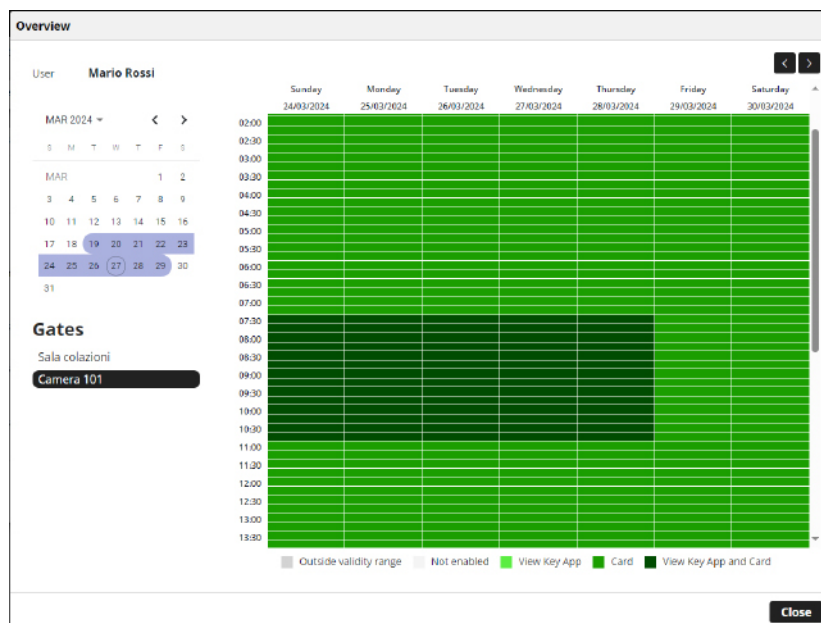 Overview
User Mario Rossi
MAR 2024
S M T W T F S
MAR 1 2
3 4 5 6 7 8 9
10 11 12 13 14 15 16
17 18 19 20 21 22 23
24 25 26 27 28 29 30
31
Gates
Sala colazioni
Camera 101
Sunday Monday Tuesday Wednesday Thursday Friday Saturday
24/03/2024 25/03/2024 26/03/2024 27/03/2024 28/03/2024 29/03/2024 30/03/2024
02:00
02:30
03:00
03:30
04:00
04:30
05:00
05:30
06:00
06:30
07:00
07:30
08:00
08:30
09:00
09:30
10:00
10:30
11:00
11:30
12:00
12:30
13:00
13:30
Outside validity range Not enabled View Key App Card View Key App and Card
Close